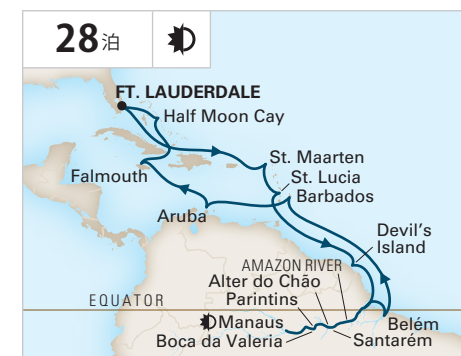 28泊
FT. LAUDERDALE
Half Moon Cay
St. Maarten
Falmouth
St. Lucia
Barbados
Aruba
Devil's
Island
AMAZON RIVER
Alter do Chão
EQUATOR
Parintins
Manaus
Belém
Boca da Valeria
Santarém